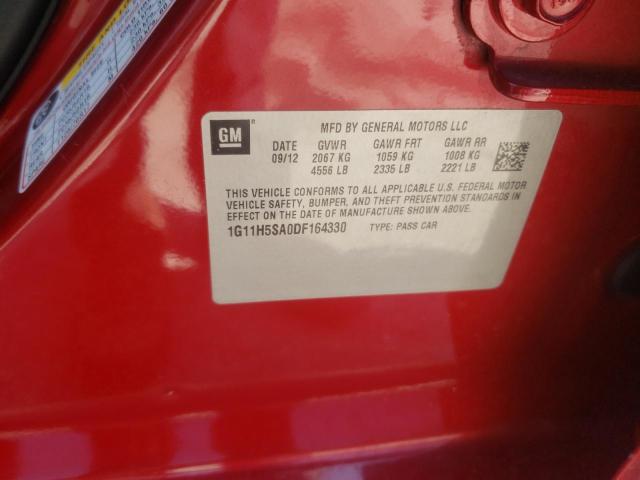 GM ®
MFD BY GENERAL MOTORS LLC
DATE GVWR GAWR FRT GAWR RR
09/12 2067 KG 1059 KG 1008 KG
4556 LB 2335 LB 2221 LB
THIS VEHICLE CONFORMS TO ALL APPLICABLE U.S. FEDERAL MOTOR
VEHICLE SAFETY, BUMPER, AND THEFT PREVENTION STANDARDS IN
EFFECT ON THE DATE OF MANUFACTURE SHOWN ABOVE.
1G11H5SA0DF164330 TYPE: PASS CAR